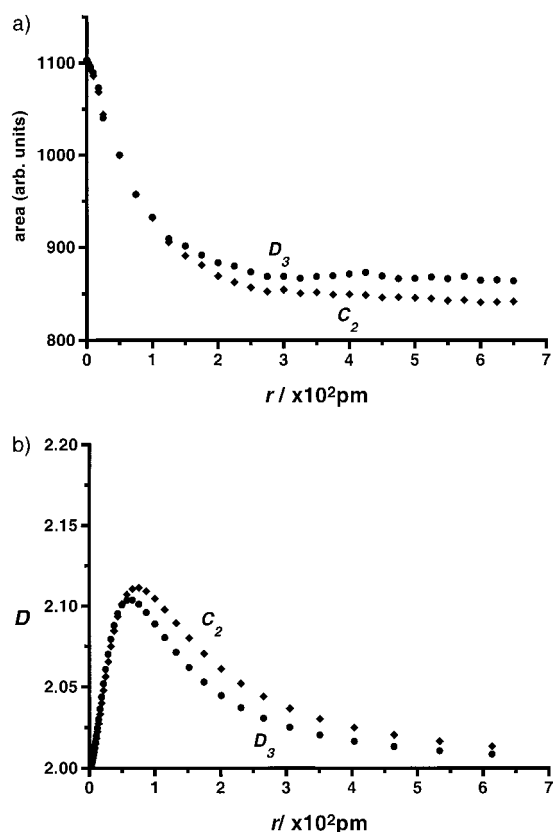 a)
1100
1000
900
800
area (arb. units)
D₃
C₂
0 1 2 3 4 5 6 7
r / x10²pm
b)
2.20
2.15
2.10
2.05
2.00
D
C₂
D₃
0 1 2 3 4 5 6 7
r/ x10²pm